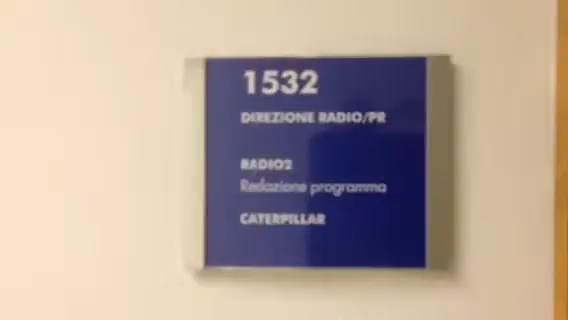 1532
DIREZIONE RADIO/PR
RADIO2
Redazione programma
CATERPILLAR